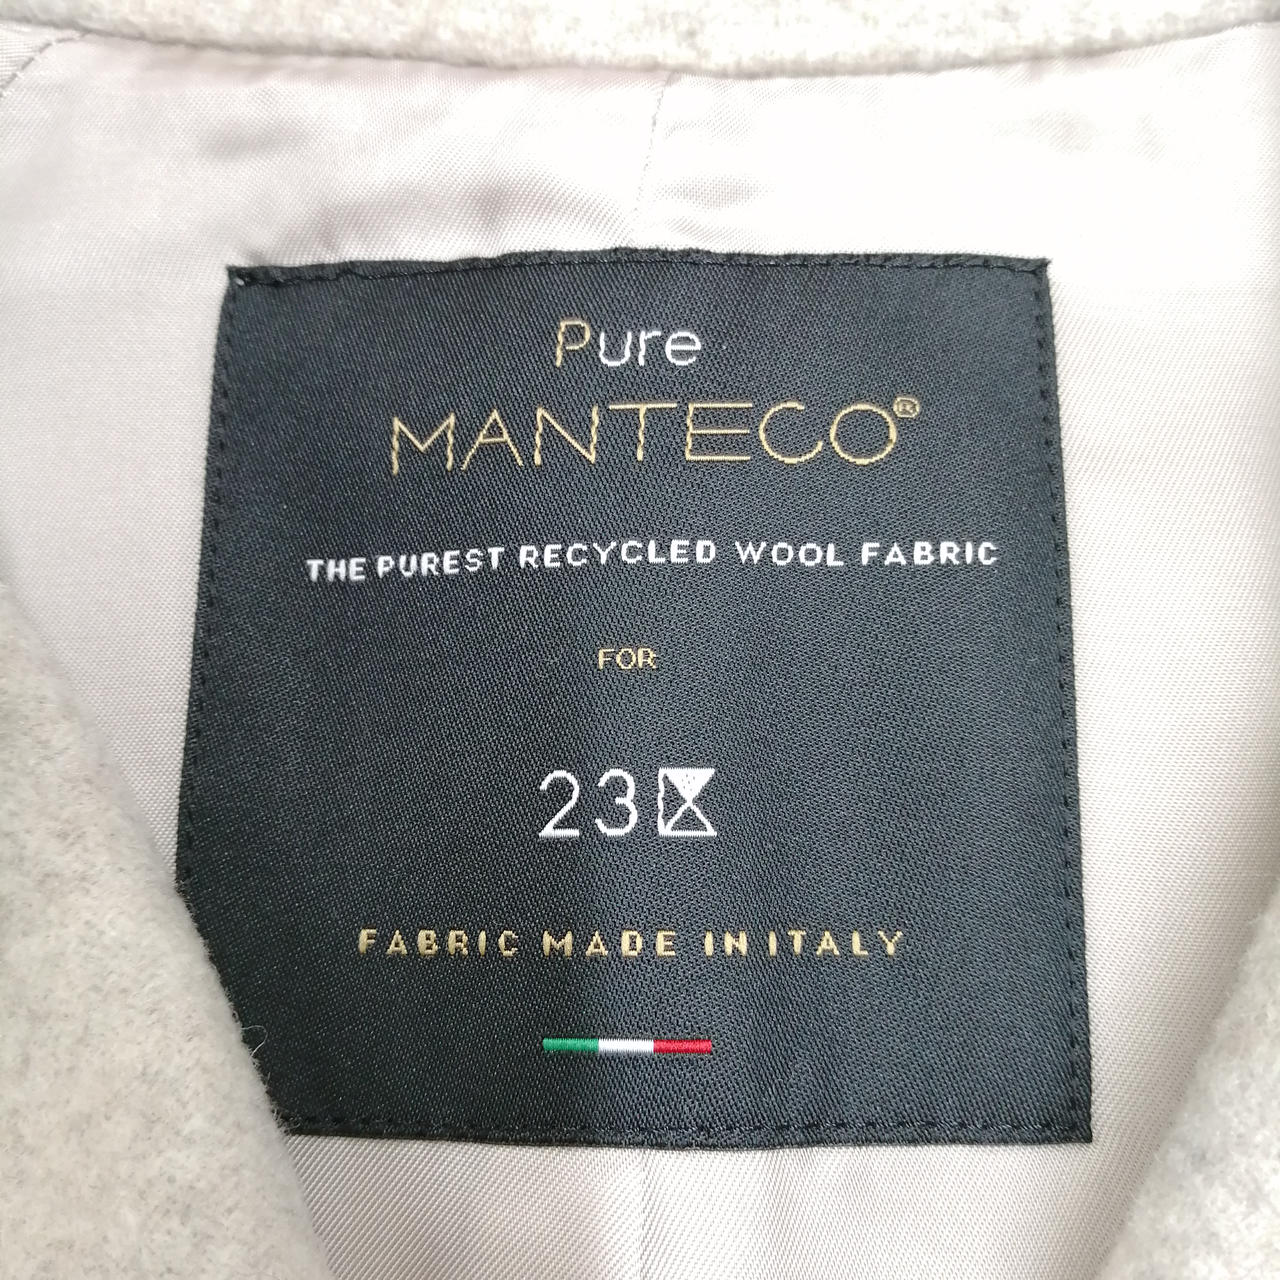 Pure
MANTECO®
THE PUREST RECYCLED WOOL FABRIC
FOR
23
FABRIC MADE IN ITALY